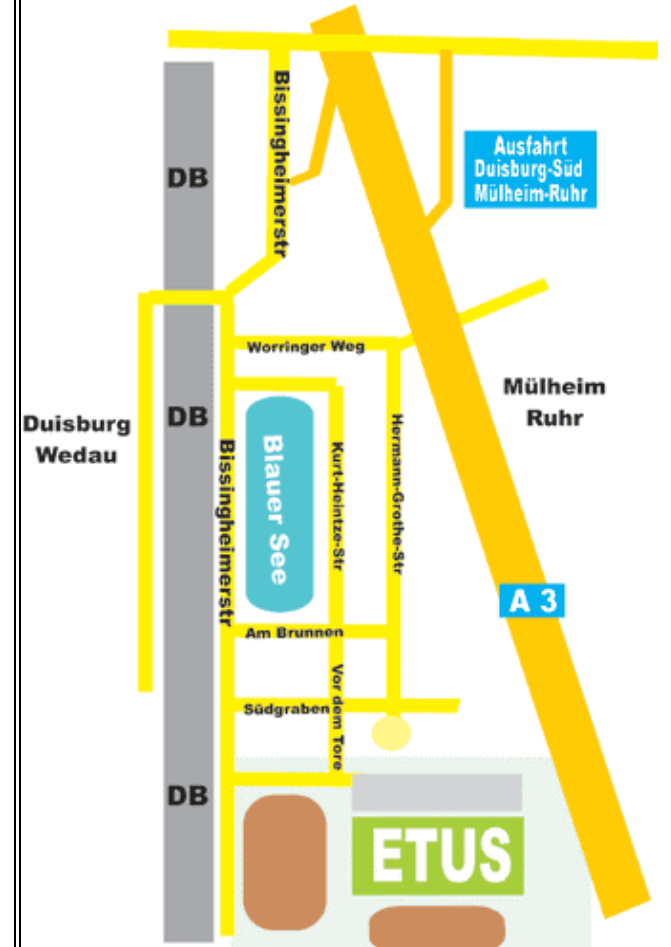 Bissingheimerstr
Ausfahrt
Duisburg-Süd
Mülheim-Ruhr
DB
Worringer Weg
Mülheim
Ruhr
Duisburg
Wedau
DB
Bissingheimerstr
Blauer See
Kurt-Heintze-Str
Hermann-Grothe-Str
A 3
Am Brunnen
Südgraben
Vor dem Tore
DB
ETUS